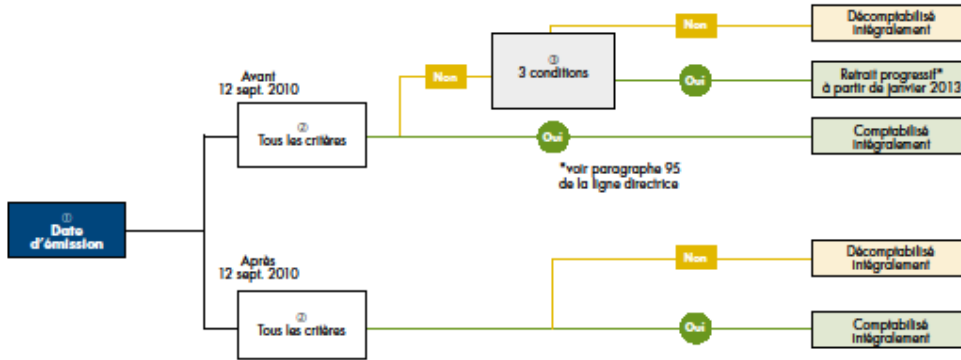 Non
Décomptabilisé
intégralement
Avant
12 sept. 2010
Non
①
3 conditions
Oui
Retrait progressif*
à partir de janvier 2013
②
Tous les critères
Oui
Comptabilisé
intégralement
*voir paragraphe 95
de la ligne directrice
①
Date
d'émission
Après
12 sept. 2010
Non
Décomptabilisé
intégralement
②
Tous les critères
Oui
Comptabilisé
intégralement